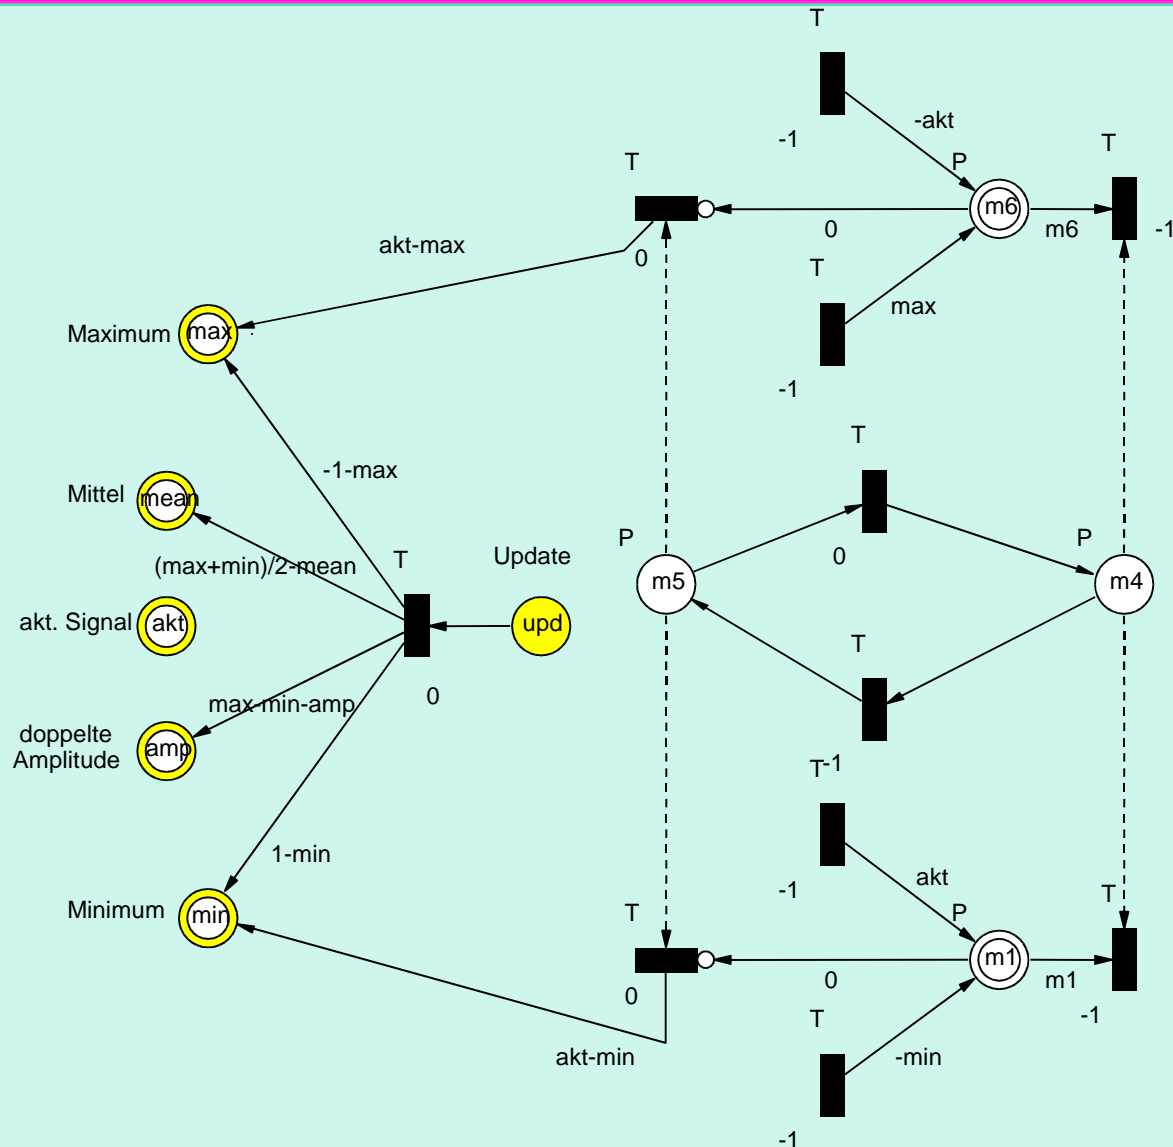 T
-akt
-1
P
T
T
m6
0
m6
-1
akt-max
0
T
max
Maximum
max
-1
T
-1-max
Mittel
mean
(max+min)/2-mean
T
Update
P
0
P
m5
m4
akt. Signal
akt
upd
T
0
max-min-amp
doppelte
Amplitude
amp
T
-1
1-min
akt
-1
P
T
T
Minimum
min
m1
0
m1
0
-1
T
akt-min
-min
-1